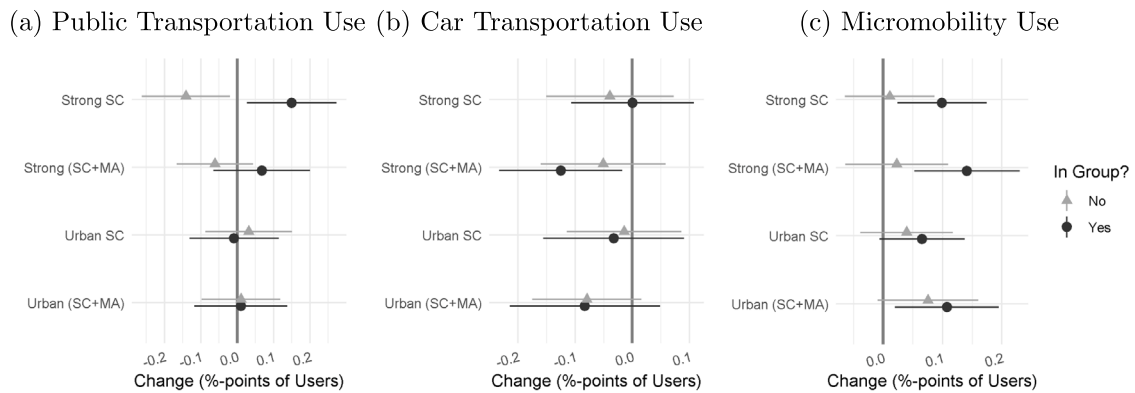 (a) Public Transportation Use (b) Car Transportation Use (c) Micromobility Use
Strong SC
Strong (SC+MA)
Urban SC
Urban (SC+MA)
-0.2 -0.1 0.0 0.1 0.2
Change (%-points of Users)
Strong SC
Strong (SC+MA)
Urban SC
Urban (SC+MA)
-0.2 -0.1 0.0 0.1
Change (%-points of Users)
Strong SC
Strong (SC+MA)
Urban SC
Urban (SC+MA)
0.0 0.1 0.2
Change (%-points of Users)
In Group?
No
Yes